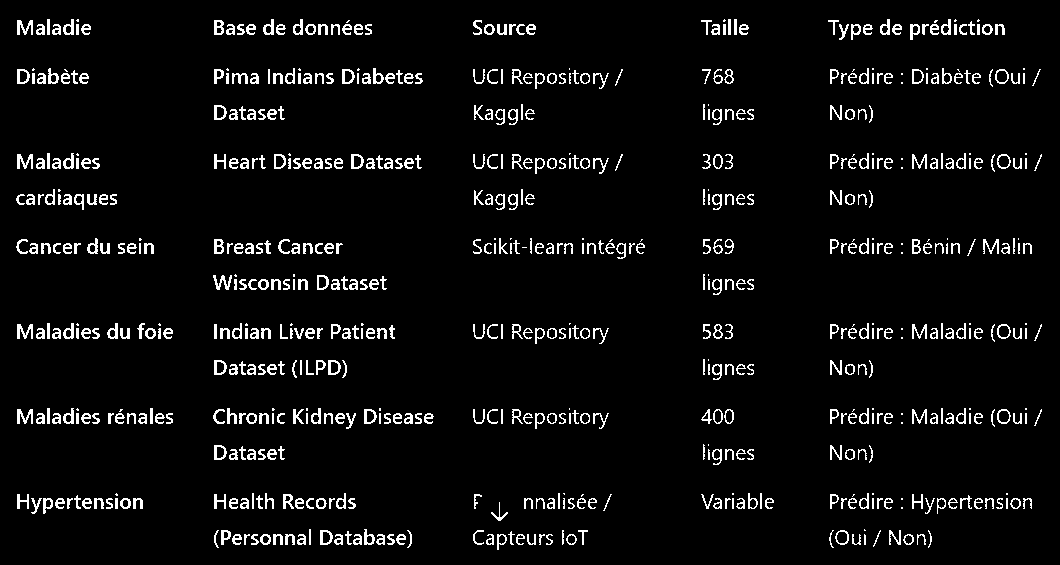 Maladie Base de données Source Taille Type de prédiction
Diabète Pima Indians Diabetes UCI Repository / 768 Prédire : Diabète (Oui /
Dataset Kaggle lignes Non)
Maladies Heart Disease Dataset UCI Repository / 303 Prédire : Maladie (Oui /
cardiaques Kaggle lignes Non)
Cancer du sein Breast Cancer Scikit-learn intégré 569 Prédire : Bénin / Malin
Wisconsin Dataset lignes
Maladies du foie Indian Liver Patient UCI Repository 583 Prédire : Maladie (Oui /
Dataset (ILPD) lignes Non)
Maladies rénales Chronic Kidney Disease UCI Repository 400 Prédire : Maladie (Oui /
Dataset lignes Non)
Hypertension Health Records / Variable Prédire : Hypertension
(Personnal Database) Capteurs IoT (Oui / Non)